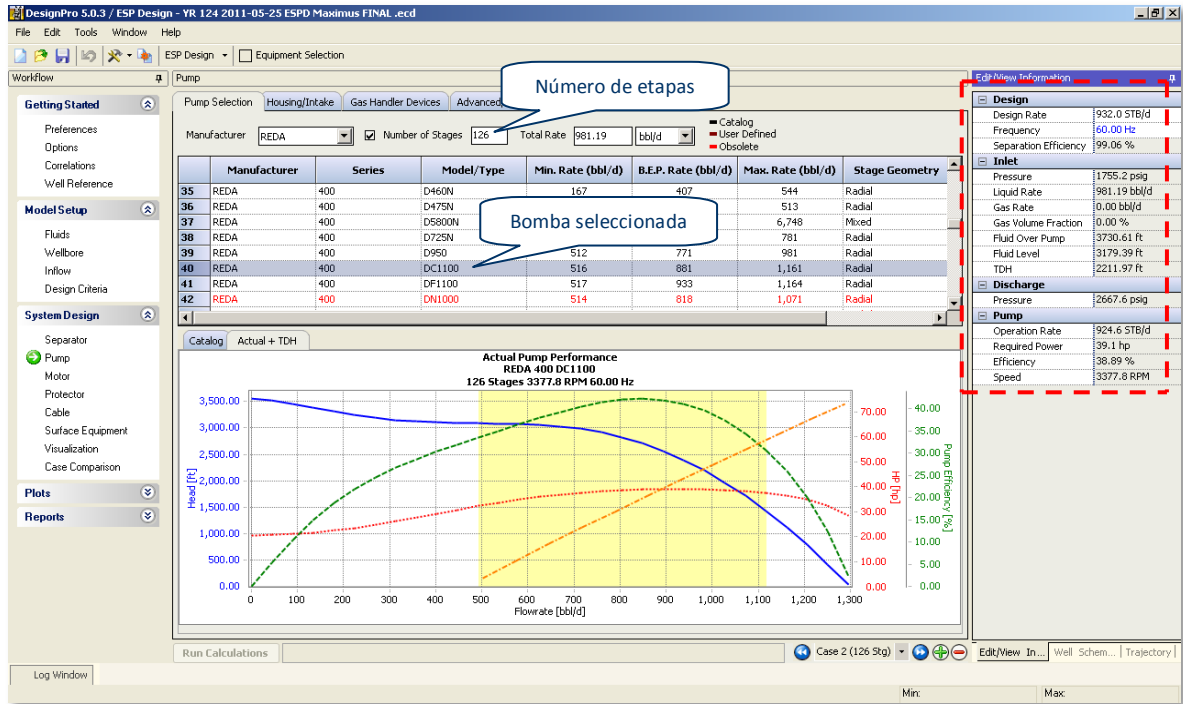 DesignPro 5.0.3 / ESP Design - YR 124 2011-05-25 ESPD Maximus FINAL .ecd
File Edit Tools Window Help
ESP Design Equipment Selection
Workflow
Getting Started
Preferences
Options
Correlations
Well Reference
Model Setup
Fluids
Wellbore
Inflow
Design Criteria
System Design
Separator
Pump
Motor
Protector
Cable
Surface Equipment
Visualization
Case Comparison
Plots
Reports
Pump
Pump Selection Housing/Intake Gas Handler Devices Advanced
Número de etapas
Manufacturer REDA Number of Stages 126 Total Rate 981.19 bbl/d
Catalog
User Defined
Obsolete
Manufacturer Series Model/Type Min. Rate (bbl/d) B.E.P. Rate (bbl/d) Max. Rate (bbl/d) Stage Geometry
35 REDA 400 D460N 167 407 544 Radial
36 REDA 400 D475N 513 Radial
37 REDA 400 D5800N 6,748 Mixed
38 REDA 400 D725N 781 Radial
39 REDA 400 D950 512 771 981 Radial
40 REDA 400 DC1100 516 881 1,161 Radial
41 REDA 400 DF1100 517 933 1,164 Radial
42 REDA 400 DN1000 514 818 1,071 Radial
Bomba seleccionada
Catalog Actual + TDH
Actual Pump Performance
REDA 400 DC1100
126 Stages 3377.8 RPM 60.00 Hz
Head [ft]
3,500.00
3,000.00
2,500.00
2,000.00
1,500.00
1,000.00
500.00
0.00
70.00
60.00
50.00
40.00
30.00
20.00
10.00
0.00
HP [hp]
40.00
35.00
30.00
25.00
20.00
15.00
10.00
5.00
0.00
Pump Efficiency [%]
0 100 200 300 400 500 600 700 800 900 1,000 1,100 1,200 1,300
Flowrate [bbl/d]
Run Calculations
Case 2 (126 Stg)
Edit/View Information
Design
Design Rate 932.0 STB/d
Frequency 60.00 Hz
Separation Efficiency 99.06 %
Inlet
Pressure 1755.2 psig
Liquid Rate 981.19 bbl/d
Gas Rate 0.00 bbl/d
Gas Volume Fraction 0.00 %
Fluid Over Pump 3730.61 ft
Fluid Level 3179.39 ft
TDH 2211.97 ft
Discharge
Pressure 2667.6 psig
Pump
Operation Rate 924.6 STB/d
Required Power 39.1 hp
Efficiency 38.89 %
Speed 3377.8 RPM
Edit/View In... Well Schem... Trajectory
Log Window
Min: Max: